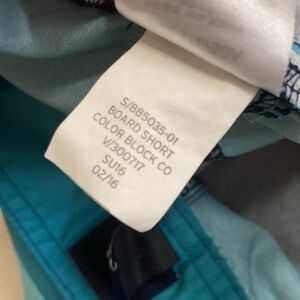 S/885035-01
BOARD SHORT
COLOR BLOCK CO
V/300717
SU16
02/16